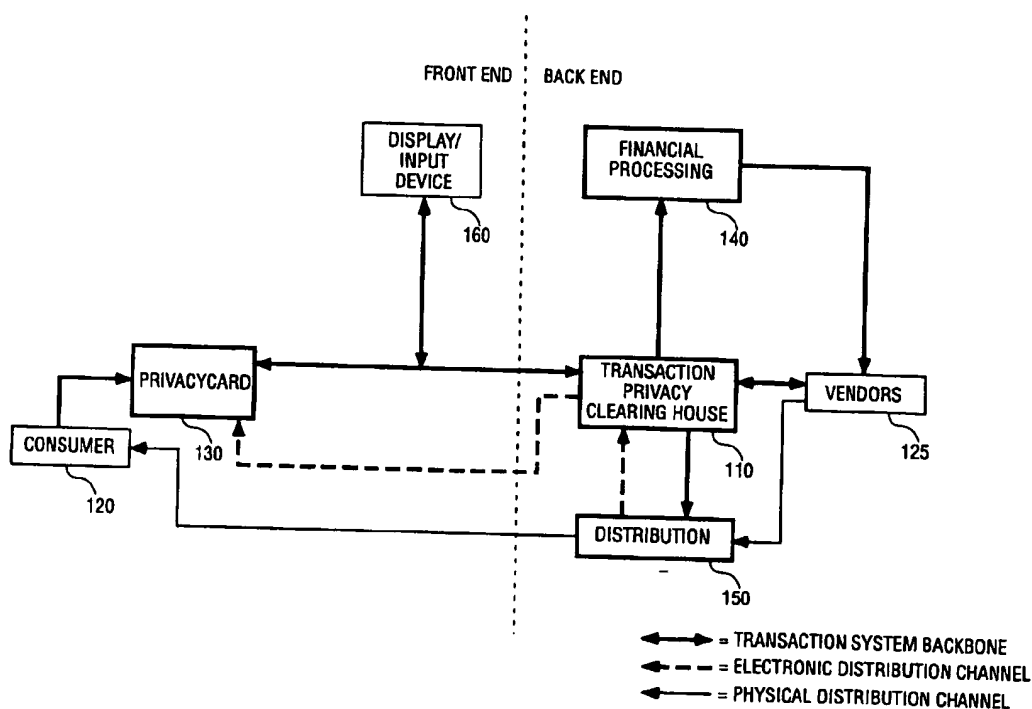 FRONT END
BACK END
DISPLAY/
INPUT
DEVICE
160
FINANCIAL
PROCESSING
140
PRIVACYCARD
130
TRANSACTION
PRIVACY
CLEARING HOUSE
110
VENDORS
125
CONSUMER
120
DISTRIBUTION
150
= TRANSACTION SYSTEM BACKBONE
= ELECTRONIC DISTRIBUTION CHANNEL
= PHYSICAL DISTRIBUTION CHANNEL